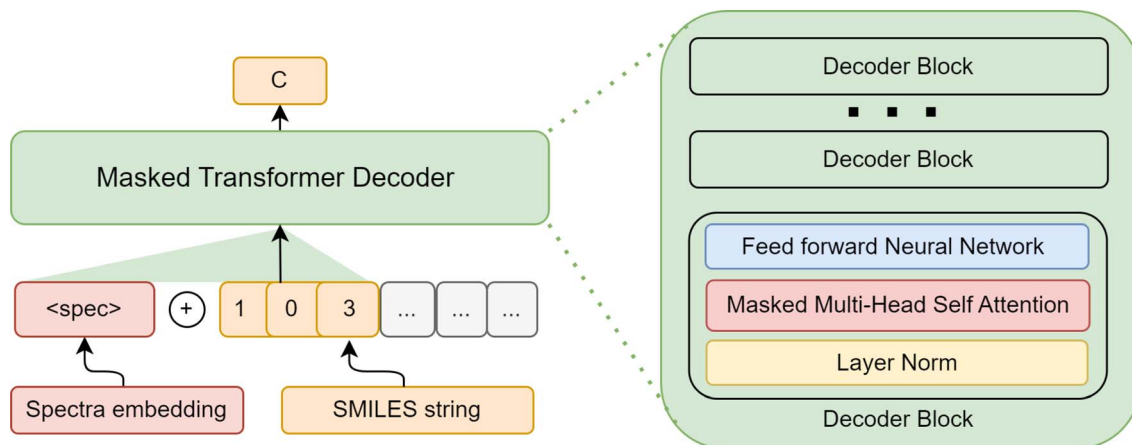 C
Masked Transformer Decoder
<spec> + 1 0 3 ... ... ...
Spectra embedding
SMILES string
Decoder Block
...
Decoder Block
Feed forward Neural Network
Masked Multi-Head Self Attention
Layer Norm
Decoder Block